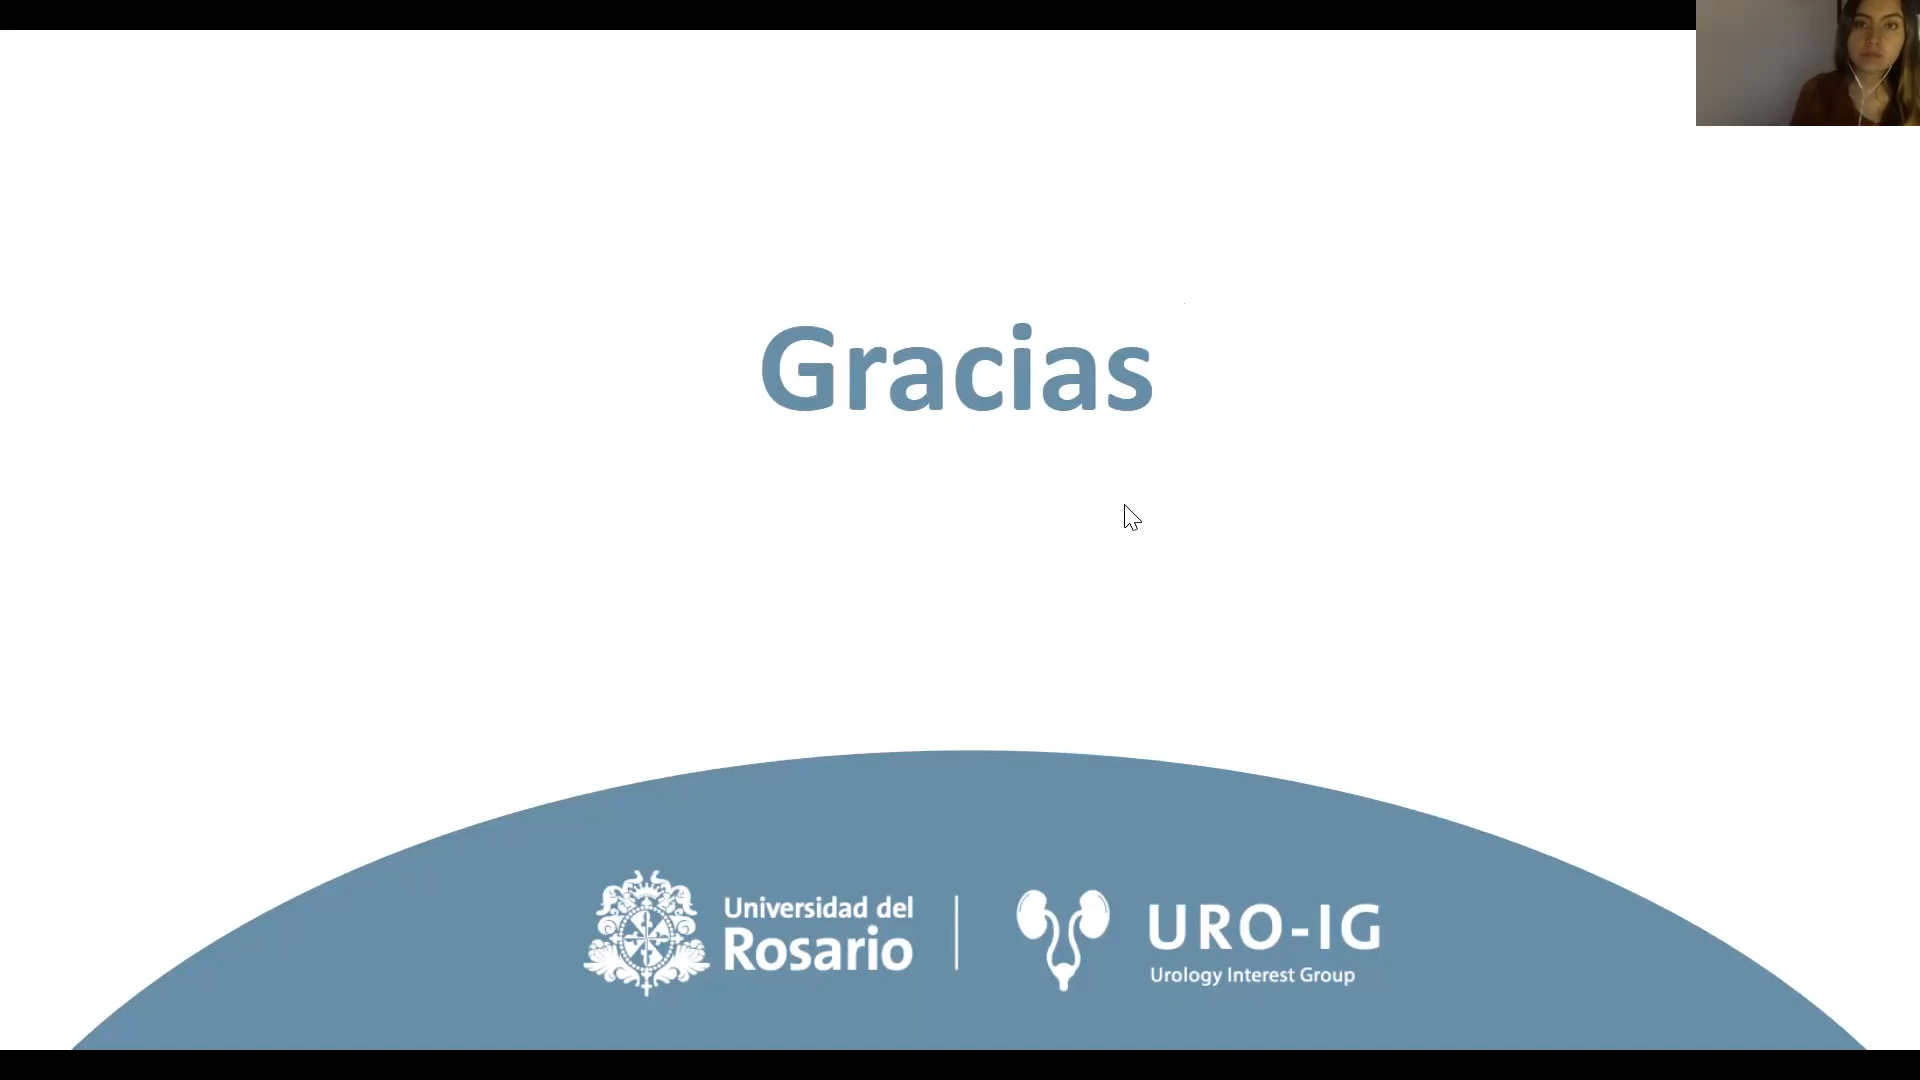 Gracias
Universidad del
Rosario
URO-IG
Urology Interest Group